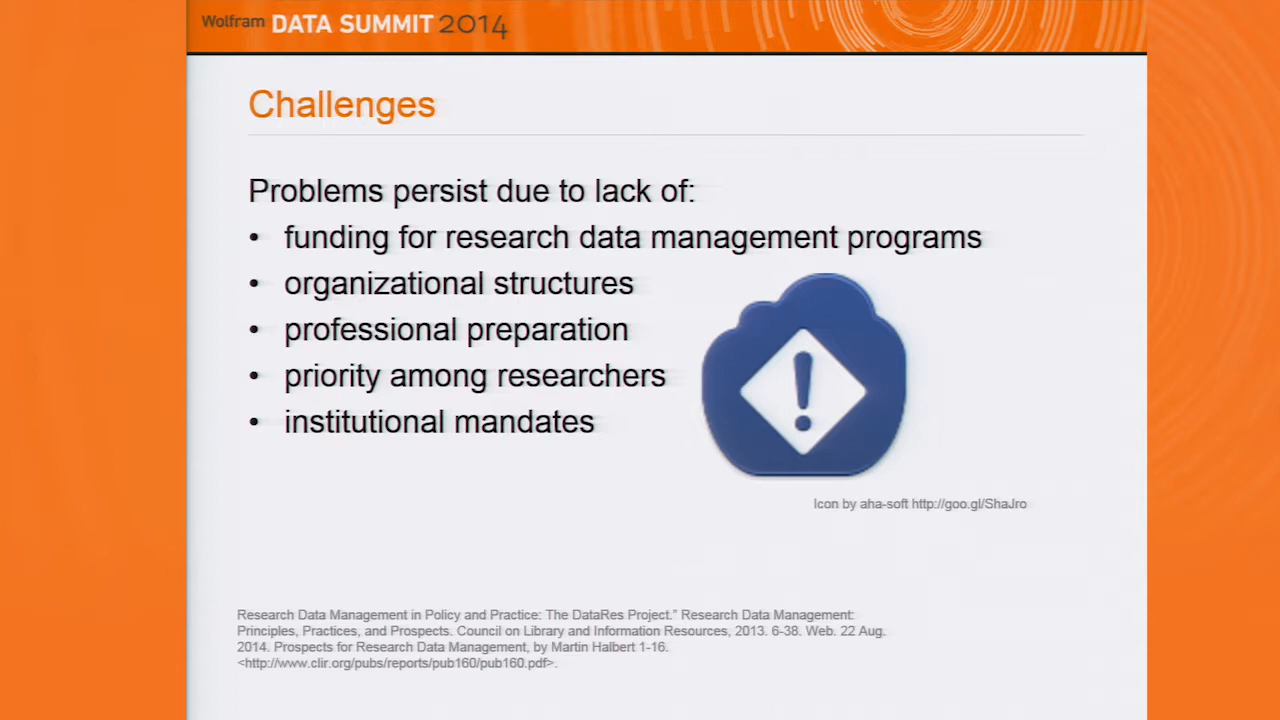 Wolfram DATA SUMMIT 2014
Challenges
Problems persist due to lack of:
• funding for research data management programs
• organizational structures
• professional preparation
• priority among researchers
• institutional mandates
Icon by aha-soft http://goo.gl/ShaJro
Research Data Management in Policy and Practice: The DataRes Project.” Research Data Management:
Principles, Practices, and Prospects. Council on Library and Information Resources, 2013. 6-38. Web. 22 Aug.
2014. Prospects for Research Data Management, by Martin Halbert 1-16.
<http://www.clir.org/pubs/reports/pub160/pub160.pdf>.